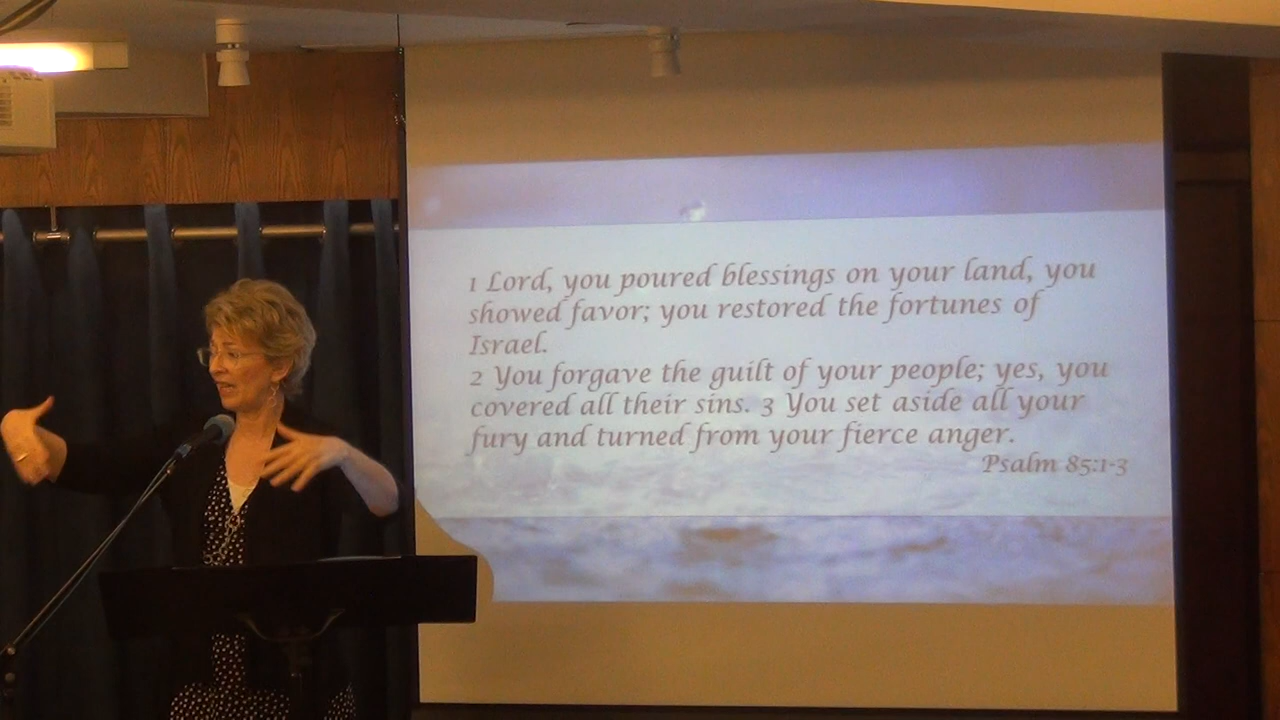 1 Lord, you poured blessings on your land, you
showed favor; you restored the fortunes of
Israel.
2 You forgave the guilt of your people; yes, you
covered all their sins. 3 You set aside all your
fury and turned from your fierce anger.
Psalm 85:1-3